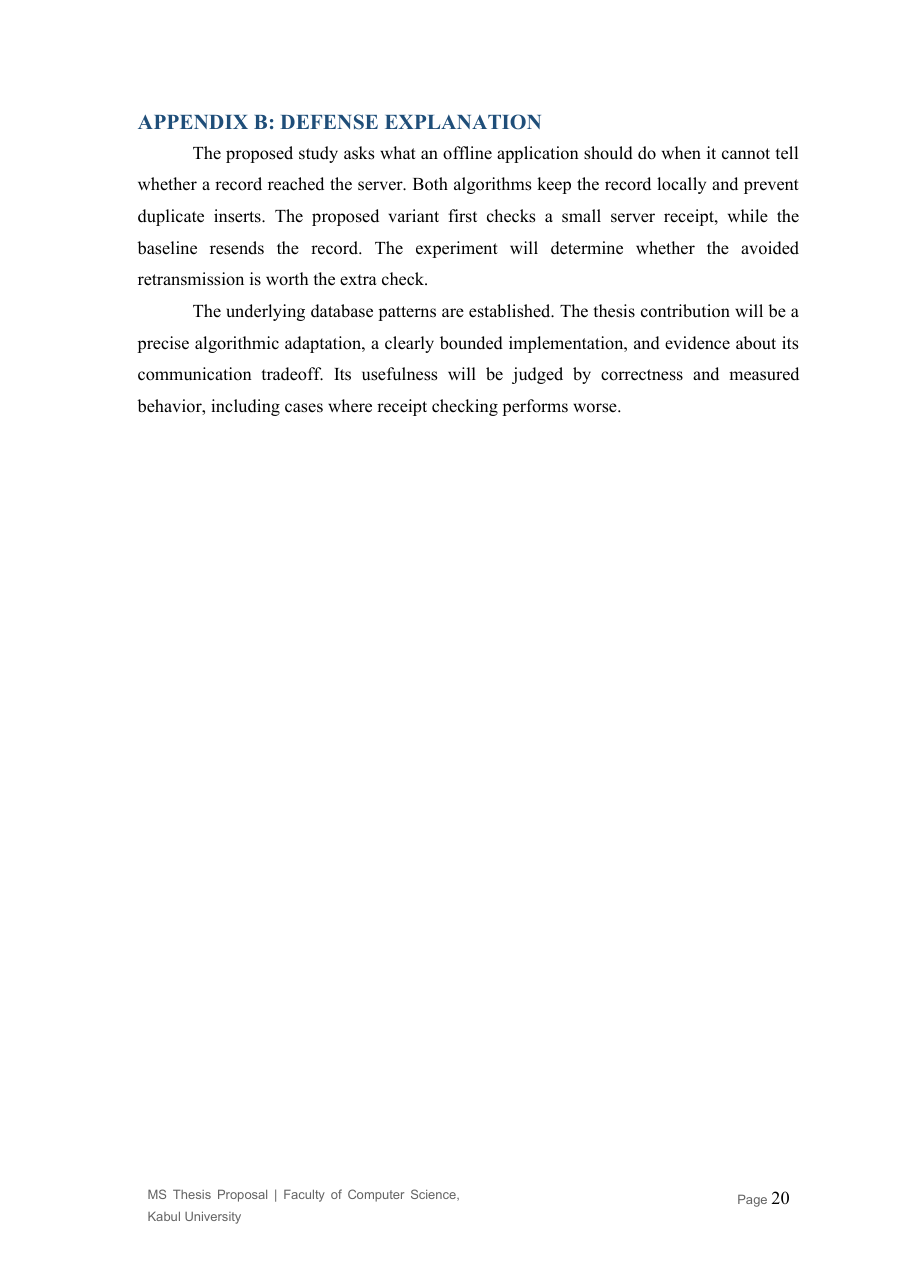 APPENDIX B: DEFENSE EXPLANATION
The proposed study asks what an offline application should do when it cannot tell
whether a record reached the server. Both algorithms keep the record locally and prevent
duplicate inserts. The proposed variant first checks a small server receipt, while the
baseline resends the record. The experiment will determine whether the avoided
retransmission is worth the extra check.
The underlying database patterns are established. The thesis contribution will be a
precise algorithmic adaptation, a clearly bounded implementation, and evidence about its
communication tradeoff. Its usefulness will be judged by correctness and measured
behavior, including cases where receipt checking performs worse.
MS Thesis Proposal | Faculty of Computer Science,
Kabul University
Page 20